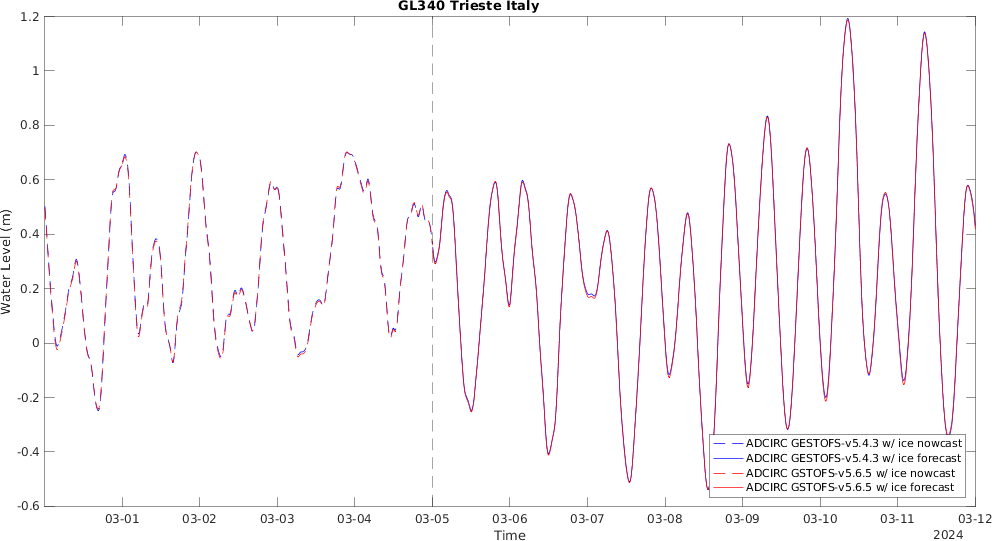 GL340 Trieste Italy
1.2
1
0.8
0.6
0.4
0.2
0
-0.2
-0.4
-0.6
Water Level (m)
ADCIRC GESTOFS-v5.4.3 w/ ice nowcast
ADCIRC GESTOFS-v5.4.3 w/ ice forecast
ADCIRC GSTOFS-v5.6.5 w/ ice nowcast
ADCIRC GSTOFS-v5.6.5 w/ ice forecast
03-01 03-02 03-03 03-04 03-05 03-06 03-07 03-08 03-09 03-10 03-11 03-12
Time
2024